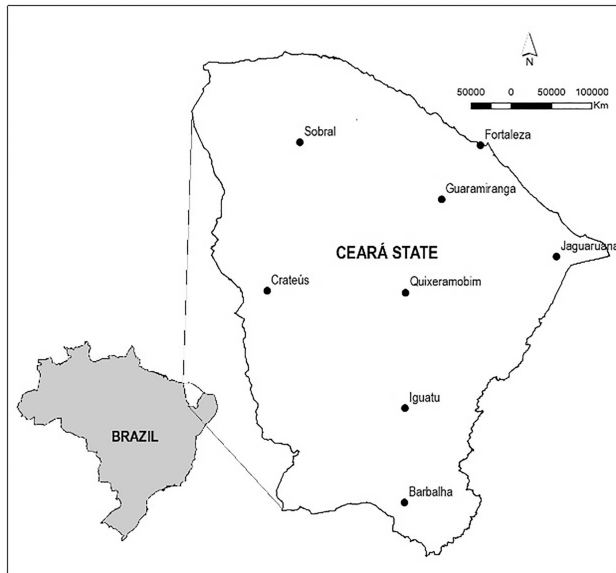 N
50000 0 50000 100000
Km
Sobral
Fortaleza
Guaramiranga
CEARÁ STATE
Jaguaruana
Crateús
Quixeramobim
Iguatu
BRAZIL
Barbalha